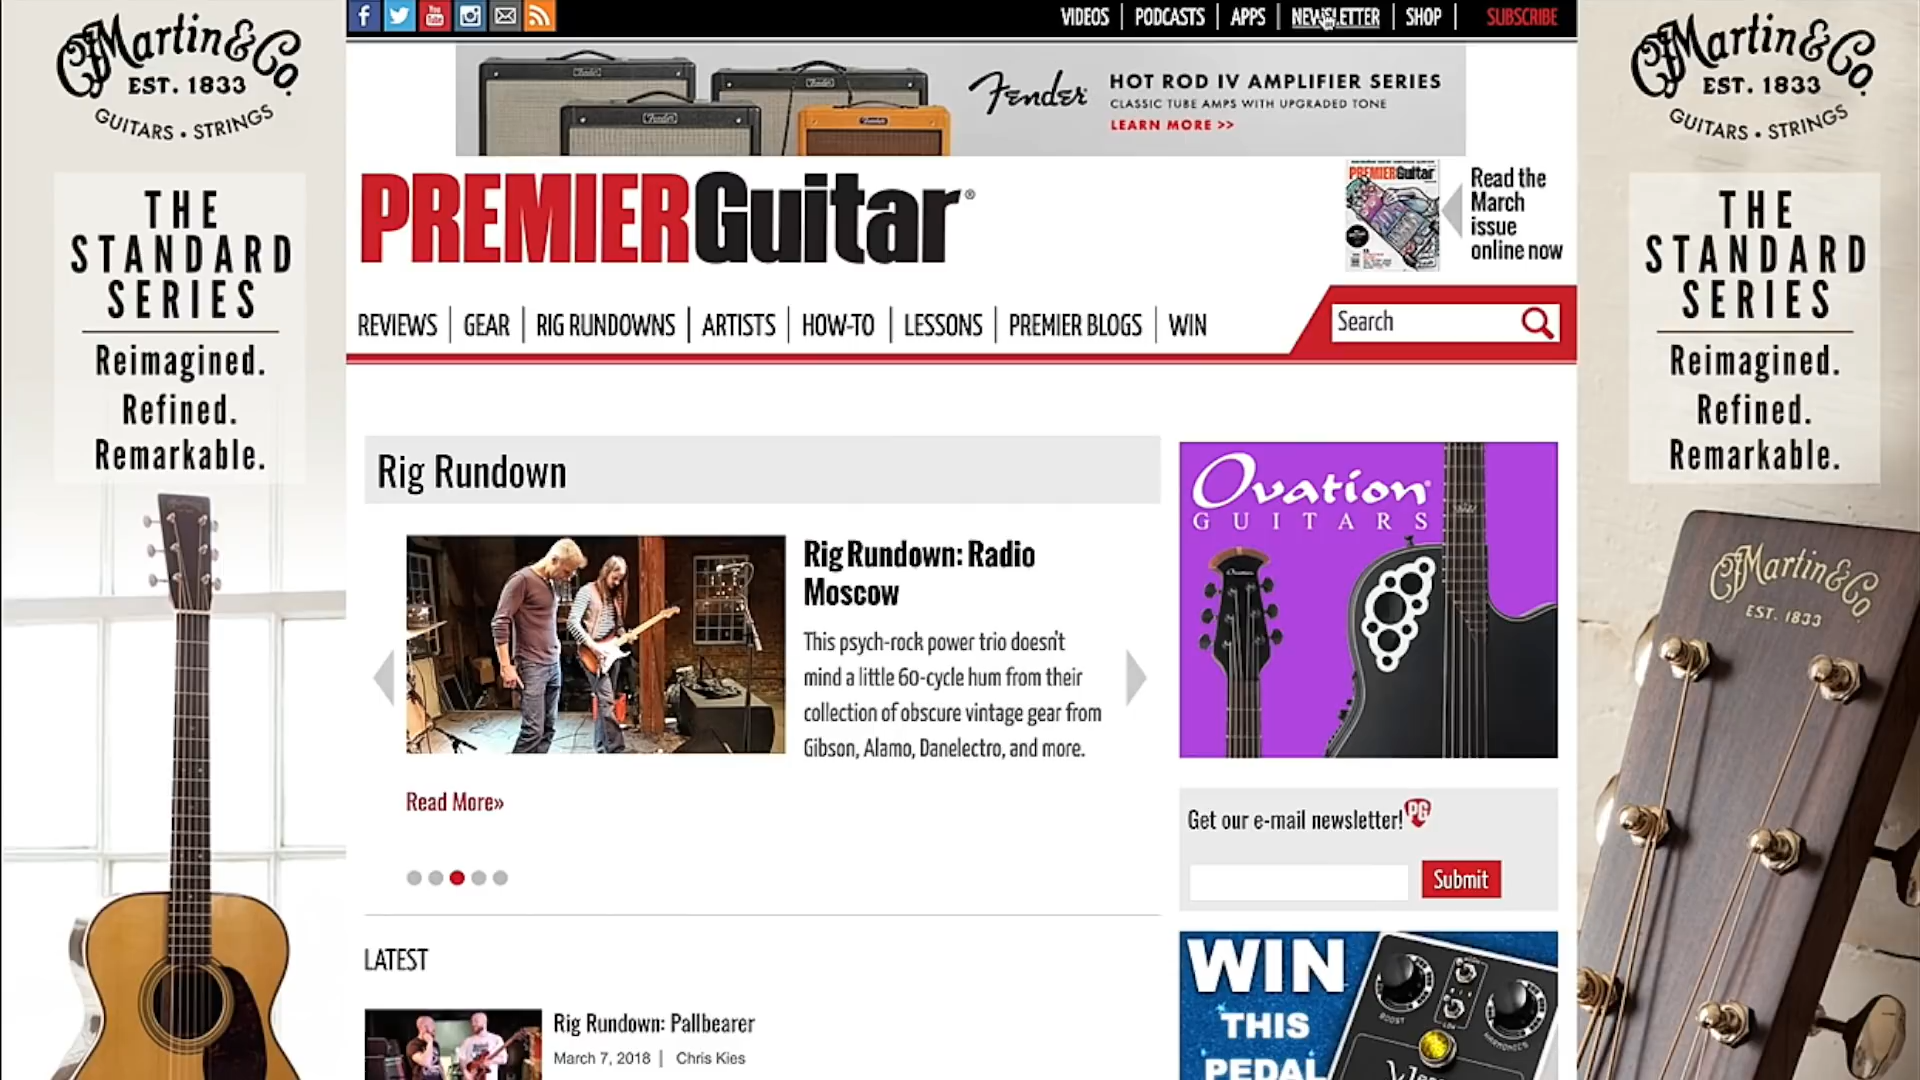 Martin & Co.
EST. 1833
GUITARS • STRINGS
THE
STANDARD
SERIES
Reimagined.
Refined.
Remarkable.
VIDEOS | PODCASTS | APPS | NEWSLETTER | SHOP | SUBSCRIBE
Fender
HOT ROD IV AMPLIFIER SERIES
CLASSIC TUBE AMPS WITH UPGRADED TONE
LEARN MORE >>
PREMIERGuitar®
PREMIERGuitar
Read the
March
issue
online now
REVIEWS | GEAR | RIG RUNDOWNS | ARTISTS | HOW-TO | LESSONS | PREMIER BLOGS | WIN
Search
Rig Rundown
Rig Rundown: Radio
Moscow
This psych-rock power trio doesn't
mind a little 60-cycle hum from their
collection of obscure vintage gear from
Gibson, Alamo, Danelectro, and more.
Read More»
LATEST
Rig Rundown: Pallbearer
March 7, 2018 | Chris Kies
Ovation®
GUITARS
Ovation
Get our e-mail newsletter! PG
Submit
WIN
THIS
PEDAL
BOOST
HARMONICS
Martin & Co.
EST. 1833
GUITARS • STRINGS
THE
STANDARD
SERIES
Reimagined.
Refined.
Remarkable.
Martin & Co.
EST. 1833